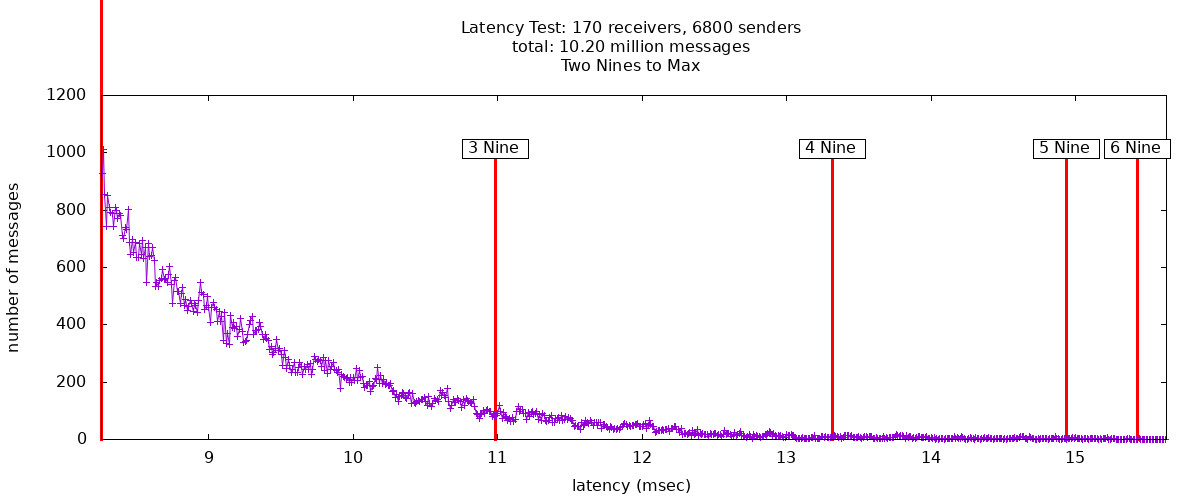 Latency Test: 170 receivers, 6800 senders
total: 10.20 million messages
Two Nines to Max
1200
1000
800
600
400
200
0
number of messages
3 Nine
4 Nine
5 Nine
6 Nine
9
10
11
12
13
14
15
latency (msec)